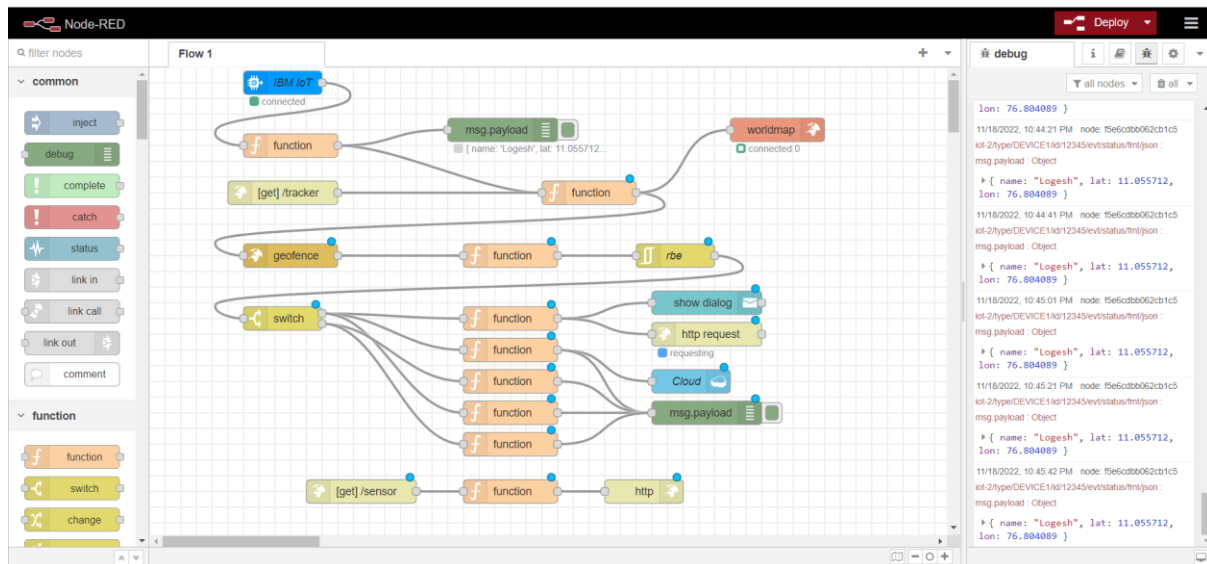 Node-RED
Deploy
filter nodes
common
inject
debug
complete
catch
status
link in
link call
link out
comment
function
function
switch
change
Flow 1
IBM IoT
connected
function
msg.payload
{ name: 'Logesh', lat: 11.055712...
worldmap
connected 0
[get] /tracker
function
geofence
function
rbe
switch
function
show dialog
http request
requesting
function
Cloud
function
function
msg.payload
function
[get] /sensor
function
http
debug
i
all nodes
all
lon: 76.804089 }
11/18/2022, 10:44:21 PM node: f5e6cdbb062cb1c5
iot-2/type/DEVICE1/id/12345/evt/status/fmt/json :
msg.payload : Object
{ name: "Logesh", lat: 11.055712,
lon: 76.804089 }
11/18/2022, 10:44:41 PM node: f5e6cdbb062cb1c5
iot-2/type/DEVICE1/id/12345/evt/status/fmt/json :
msg.payload : Object
{ name: "Logesh", lat: 11.055712,
lon: 76.804089 }
11/18/2022, 10:45:01 PM node: f5e6cdbb062cb1c5
iot-2/type/DEVICE1/id/12345/evt/status/fmt/json :
msg.payload : Object
{ name: "Logesh", lat: 11.055712,
lon: 76.804089 }
11/18/2022, 10:45:21 PM node: f5e6cdbb062cb1c5
iot-2/type/DEVICE1/id/12345/evt/status/fmt/json :
msg.payload : Object
{ name: "Logesh", lat: 11.055712,
lon: 76.804089 }
11/18/2022, 10:45:42 PM node: f5e6cdbb062cb1c5
iot-2/type/DEVICE1/id/12345/evt/status/fmt/json :
msg.payload : Object
{ name: "Logesh", lat: 11.055712,
lon: 76.804089 }